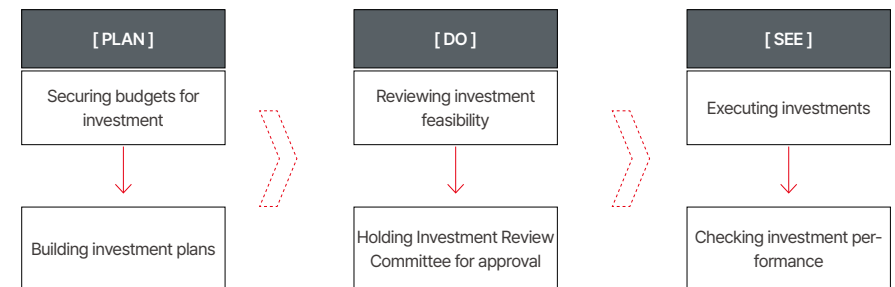 [ PLAN ]
Securing budgets for
investment
Building investment plans
[ DO ]
Reviewing investment
feasibility
Holding Investment Review
Committee for approval
[ SEE ]
Executing investments
Checking investment per-
formance